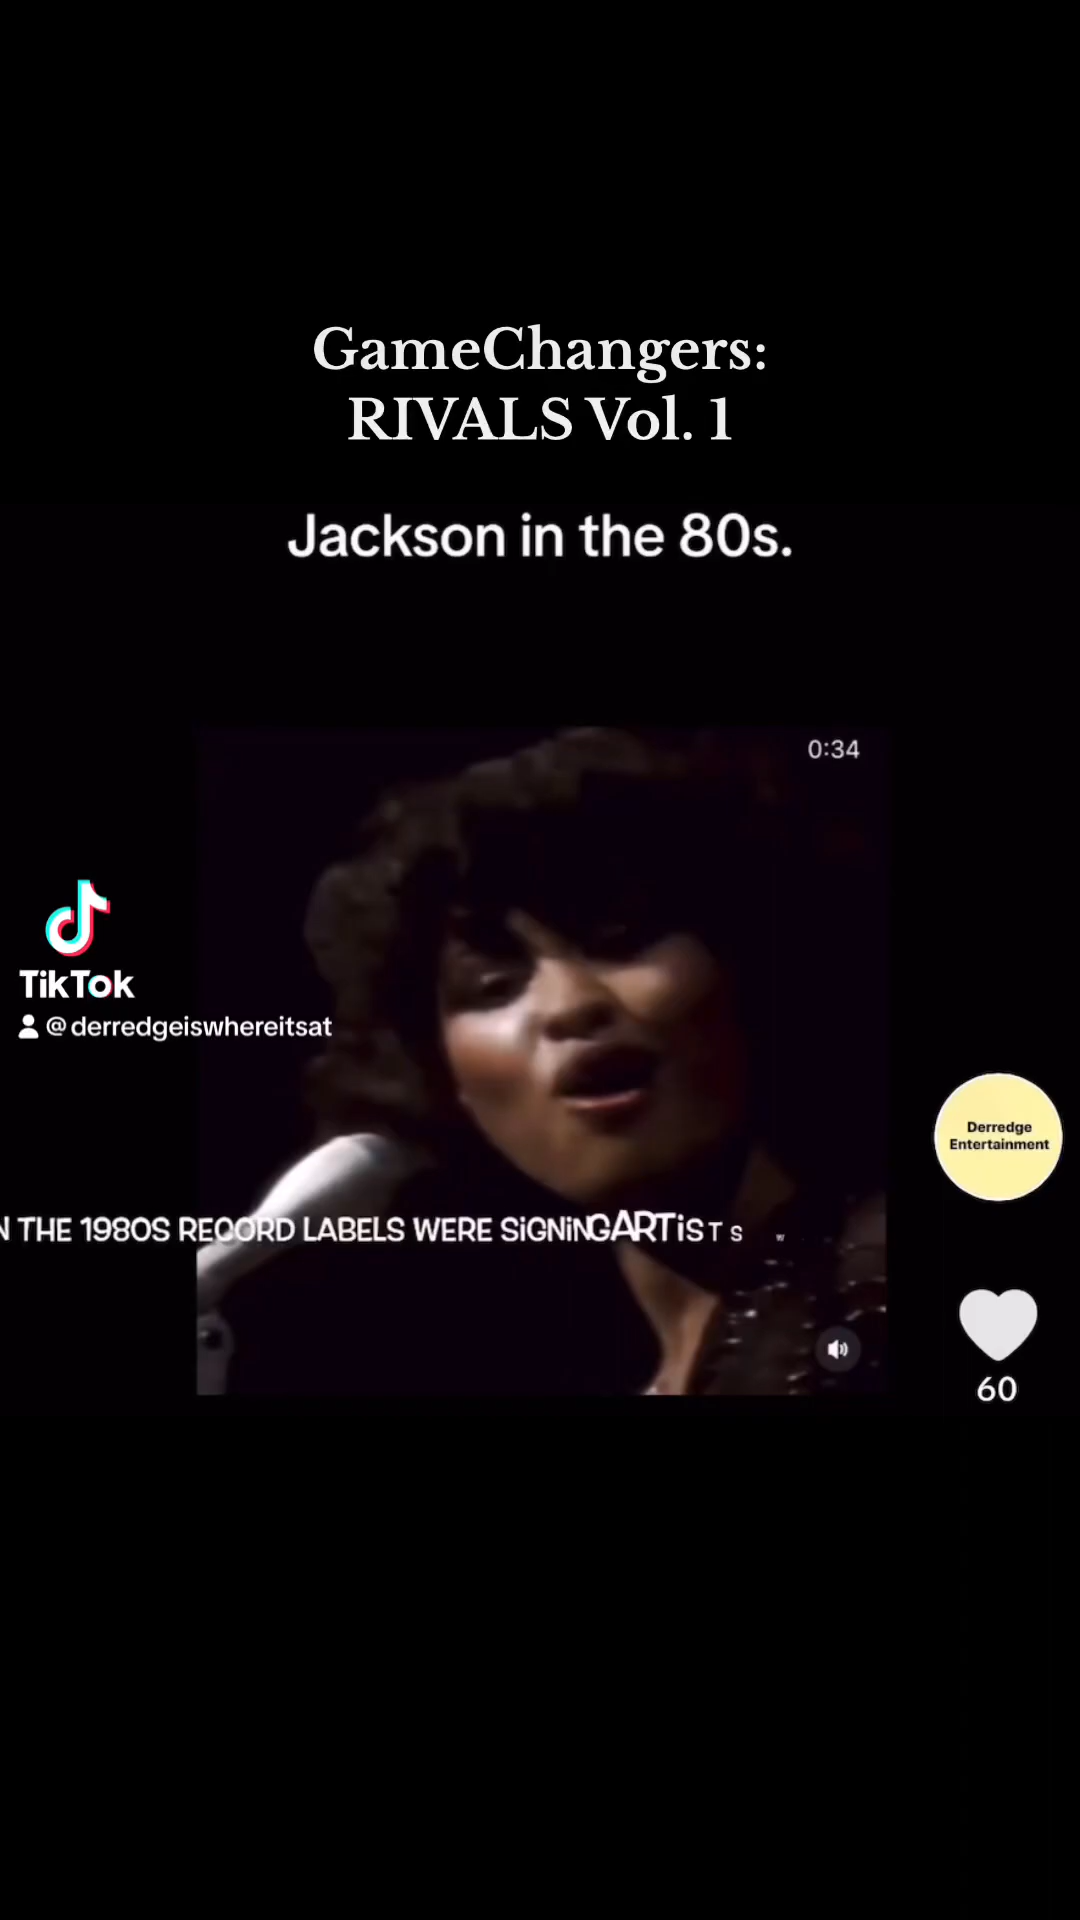 GameChangers:
RIVALS Vol. 1
Jackson in the 80s.
0:34
TikTok
@derredgeiswhereitsat
Derredge
Entertainment
N THE 1980S RECORD LABELS WERE SiGNiNGARTiSTS
60